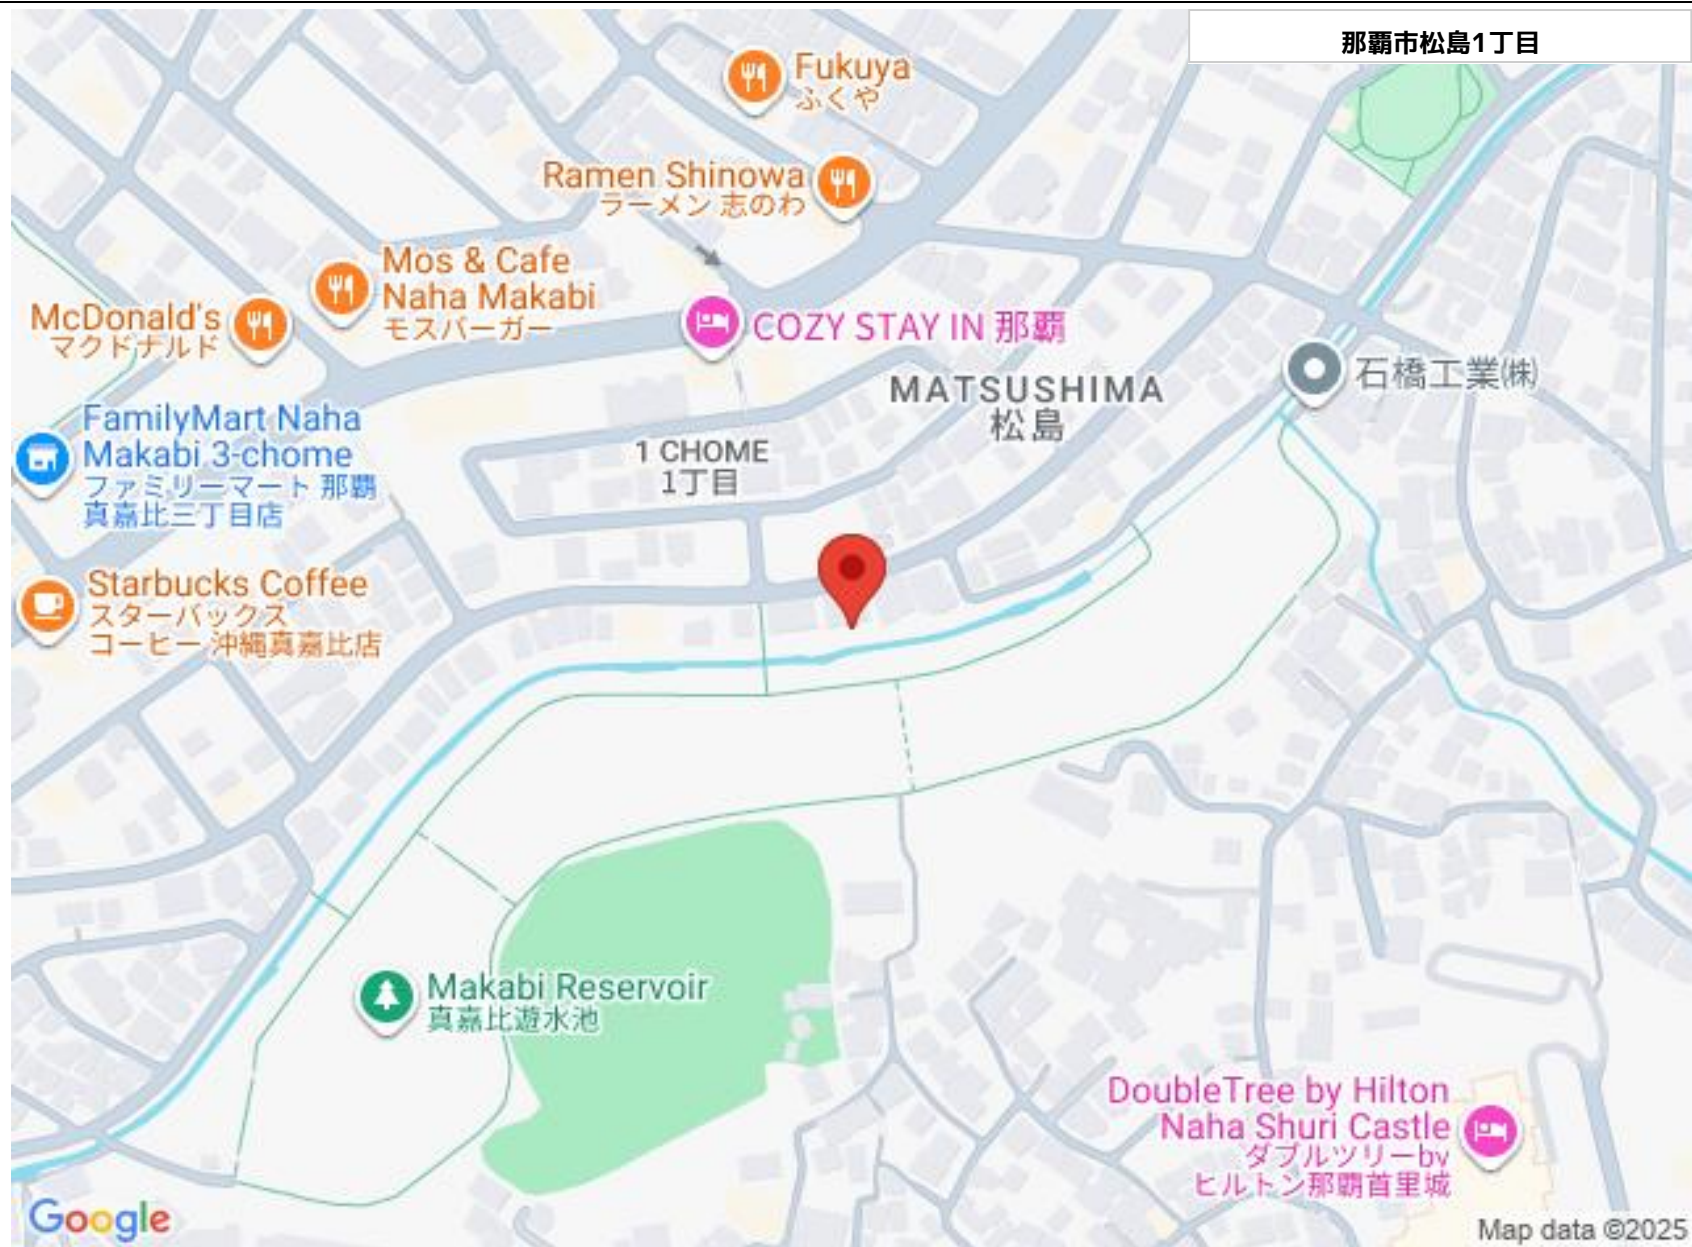 那覇市松島1丁目
Fukuya
ふくや
Ramen Shinowa
ラーメン 志のわ
Mos & Cafe
Naha Makabi
モスバーガー
McDonald's
マクドナルド
COZY STAY IN 那覇
石橋工業㈱
MATSUSHIMA
松島
FamilyMart Naha
Makabi 3-chome
ファミリーマート 那覇
真嘉比三丁目店
1 CHOME
1丁目
Starbucks Coffee
スターバックス
コーヒー 沖縄真嘉比店
Makabi Reservoir
真嘉比遊水池
DoubleTree by Hilton
Naha Shuri Castle
ダブルツリーby
ヒルトン那覇首里城
Google
Map data ©2025